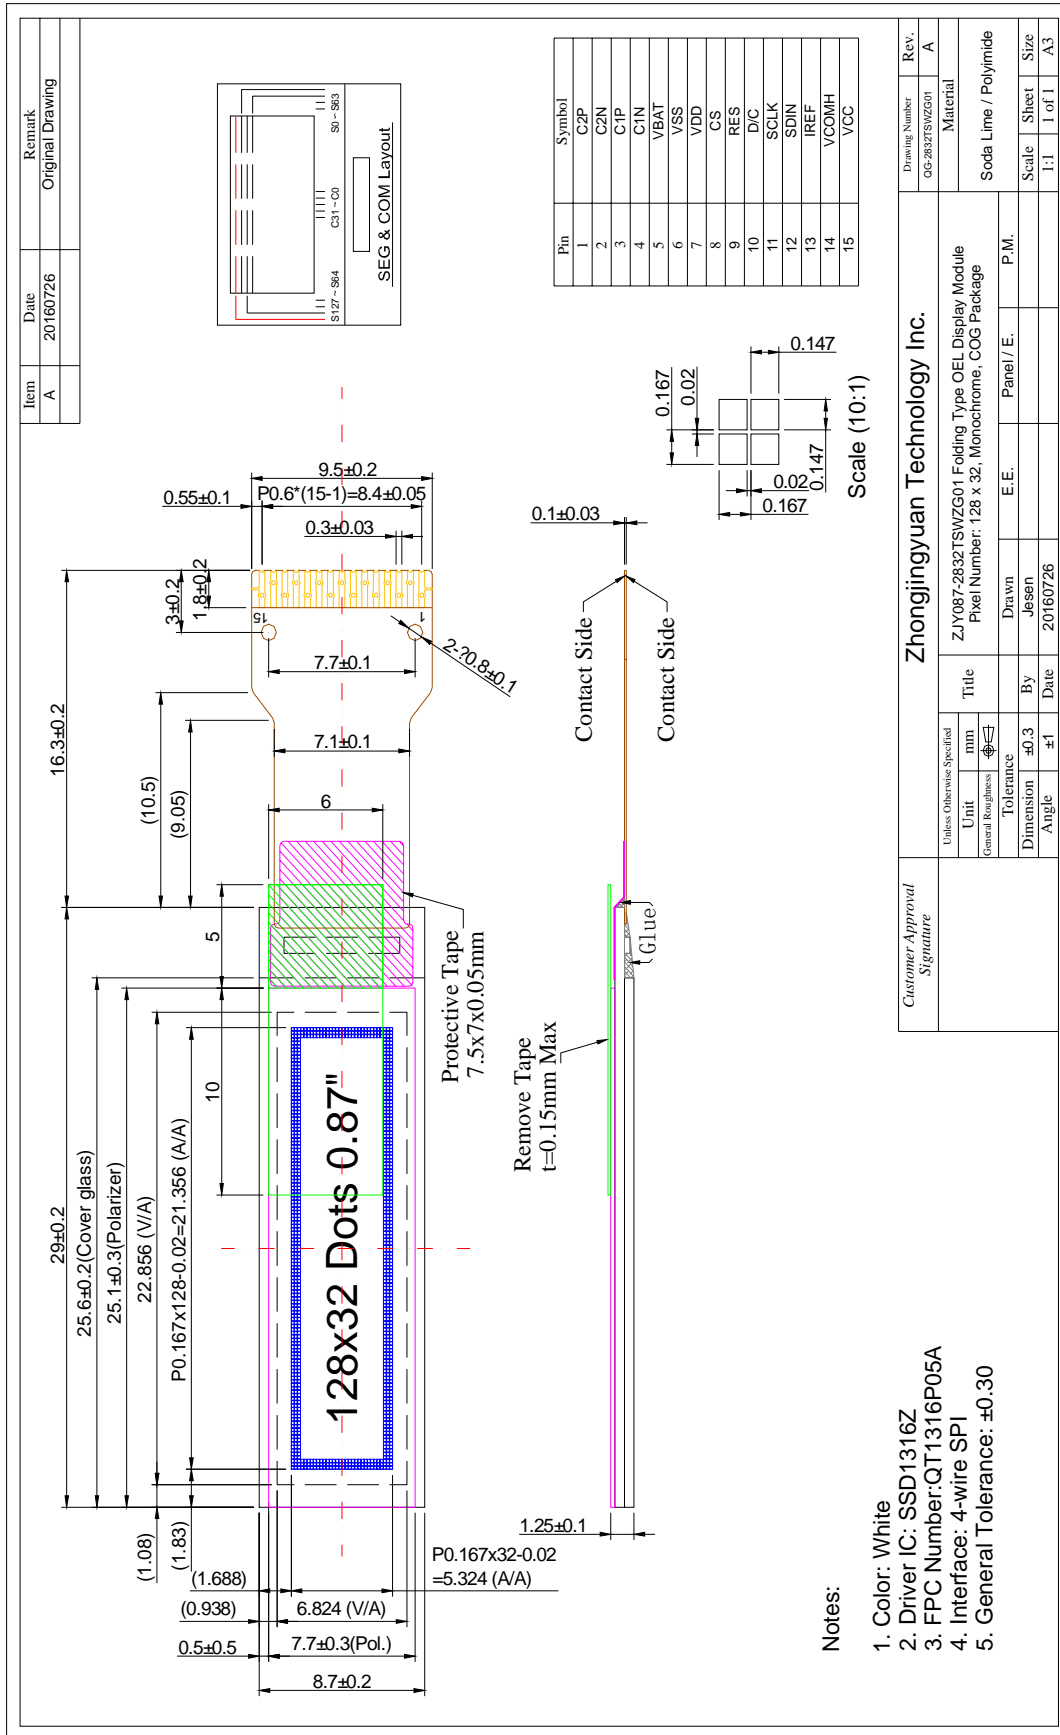 Item Date Remark
A 20160726 Original Drawing
S127 ~ S64 C31 ~ C0 S0 ~ S63
SEG & COM Layout
29±0.2
16.3±0.2
25.6±0.2(Cover glass)
25.1±0.3(Polarizer)
22.856 (V/A)
P0.167x128-0.02=21.356 (A/A)
(10.5)
(9.05)
3±0.2
1.8±0.2
10
5
(1.08)
(1.83)
(1.688)
(0.938)
0.5±0.5
P0.167x32-0.02
=5.324 (A/A)
6.824 (V/A)
7.7±0.3(Pol.)
8.7±0.2
128x32 Dots 0.87"
6
7.1±0.1
7.7±0.1
9.5±0.2
0.55±0.1
P0.6*(15-1)=8.4±0.05
0.3±0.03
15
1
2-?0.8±0.1
Protective Tape
7.5x7x0.05mm
Remove Tape
t=0.15mm Max
Glue
1.25±0.1
0.1±0.03
Contact Side
Contact Side
0.167
0.02
0.147
0.02
0.147
0.167
Scale (10:1)
Pin Symbol
1 C2P
2 C2N
3 C1P
4 C1N
5 VBAT
6 VSS
7 VDD
8 CS
9 RES
10 D/C
11 SCLK
12 SDIN
13 IREF
14 VCOMH
15 VCC
Notes:
1. Color: White
2. Driver IC: SSD1316Z
3. FPC Number:QT1316P05A
4. Interface: 4-wire SPI
5. General Tolerance: ±0.30
Customer Approval
Signature
Zhongjingyuan Technology Inc.
Drawing Number Rev.
QG-2832TSWZG01 A
Unless Otherwise Specified
Unit mm
General Roughness
Tolerance
Dimension ±0.3
Angle ±1
Title
ZJY087-2832TSWZG01 Folding Type OEL Display Module
Pixel Number: 128 x 32, Monochrome, COG Package
Material
Soda Lime / Polyimide
By Drawn E.E. Panel / E. P.M.
Jesen
Date 20160726
Scale Sheet Size
1:1 1 of 1 A3